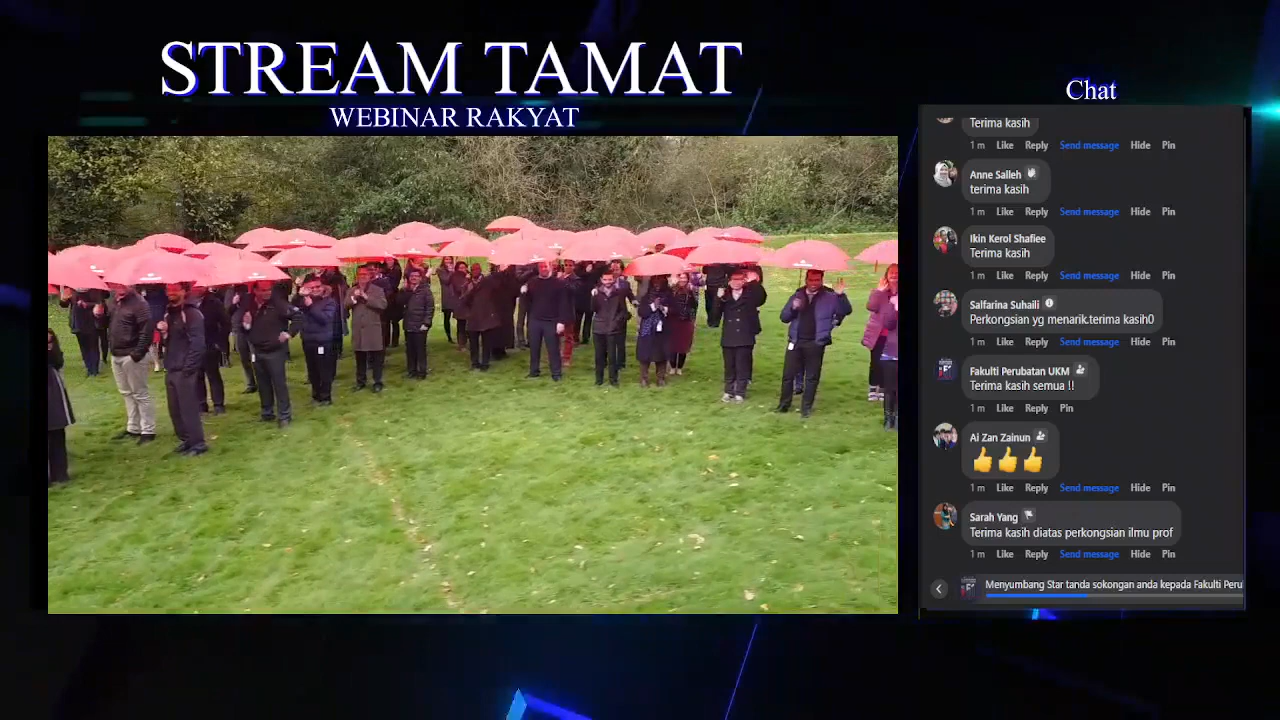 STREAM TAMAT
WEBINAR RAKYAT
Chat
Terima kasih
1 m Like Reply Send message Hide Pin
Anne Salleh
terima kasih
1 m Like Reply Send message Hide Pin
Ikin Kerol Shafiee
Terima kasih
1 m Like Reply Send message Hide Pin
Salfarina Suhaili
Perkongsian yg menarik.terima kasih0
1 m Like Reply Send message Hide Pin
Fakulti Perubatan UKM
Terima kasih semua !!
1 m Like Reply Pin
Ai Zan Zainun
👍👍👍
1 m Like Reply Send message Hide Pin
Sarah Yang
Terima kasih diatas perkongsian ilmu prof
1 m Like Reply Send message Hide Pin
Menyumbang Star tanda sokongan anda kepada Fakulti Peru